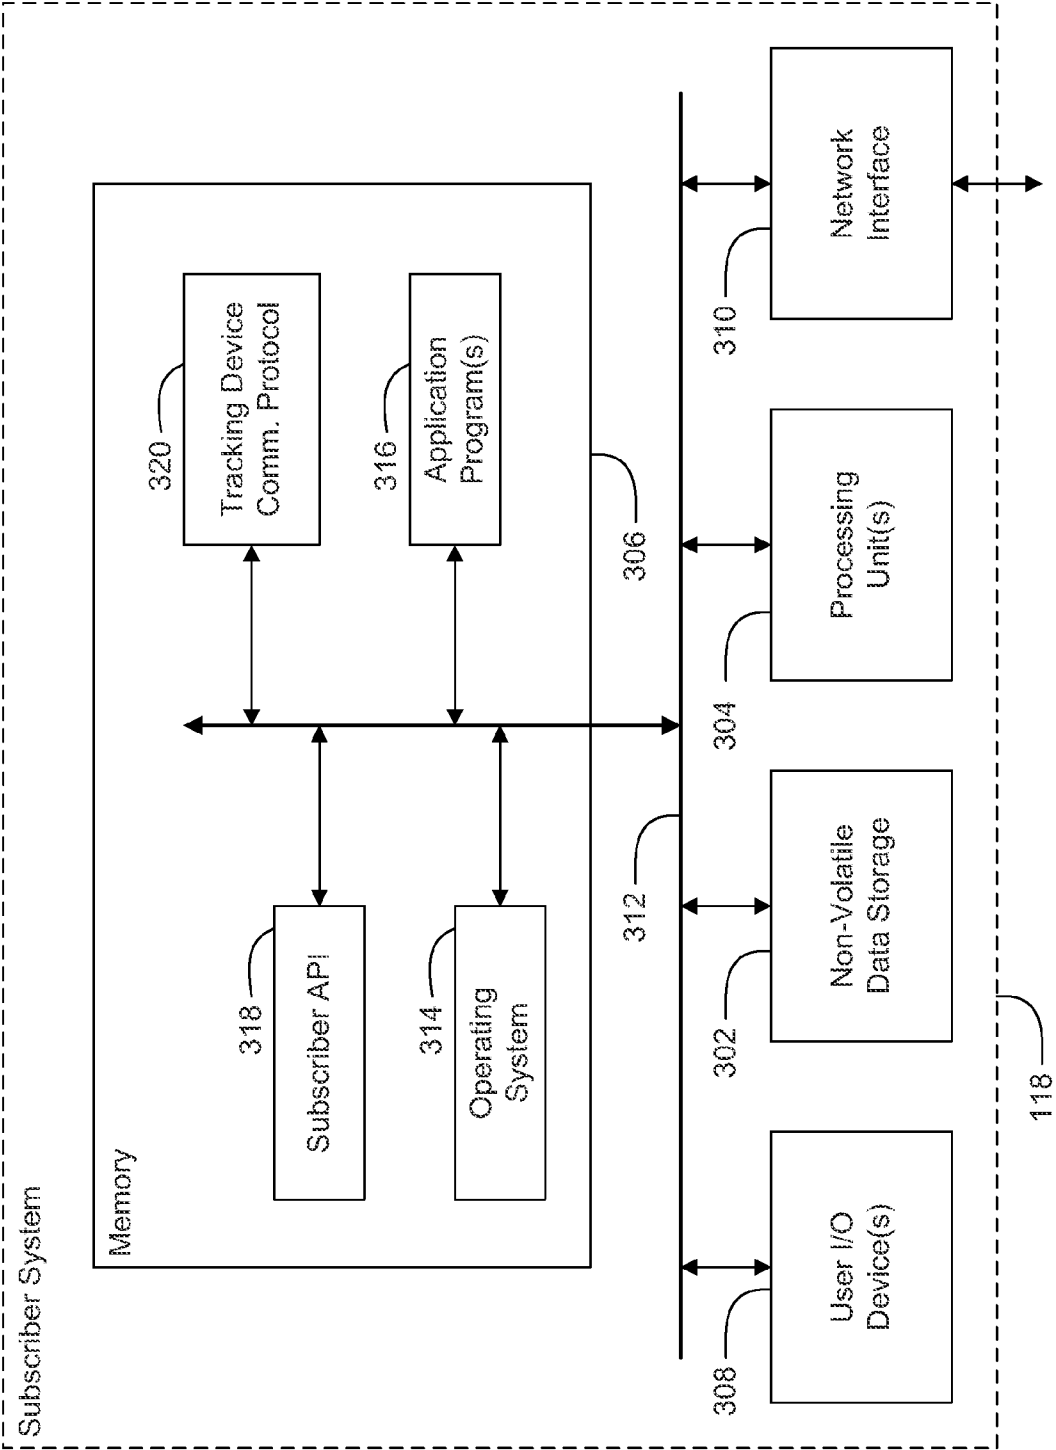 Subscriber System
Memory
318
Subscriber API
320
Tracking Device
Comm. Protocol
314
Operating
System
316
Application
Program(s)
306
312
308
User I/O
Device(s)
302
Non-Volatile
Data Storage
304
Processing
Unit(s)
310
Network
Interface
118